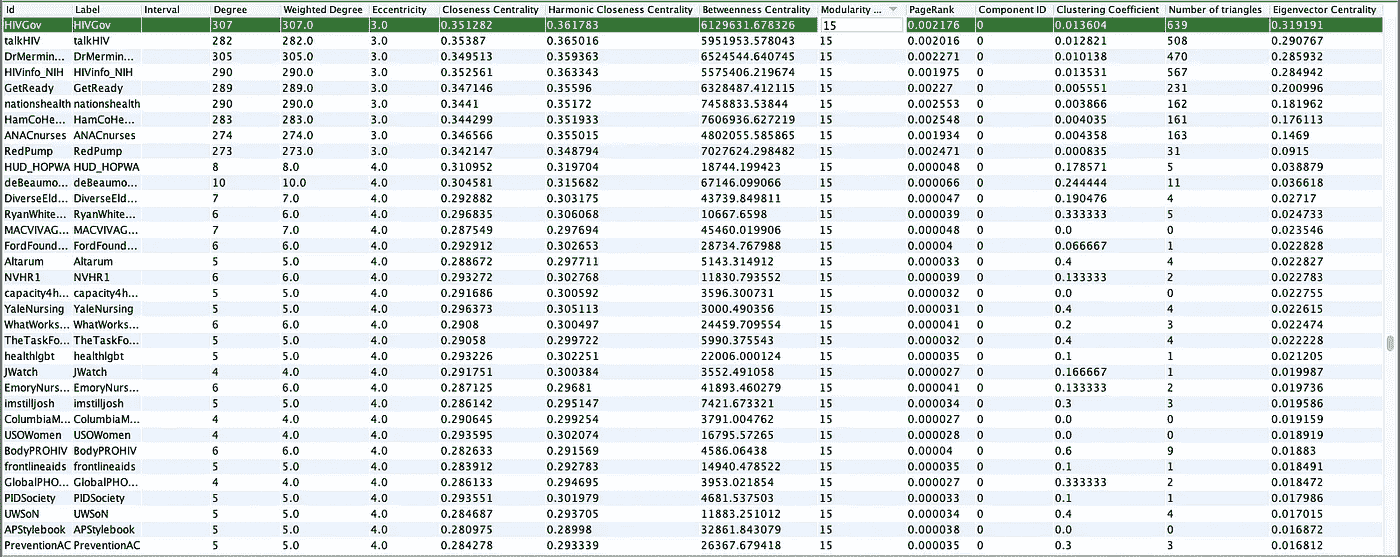 Id Label Interval Degree Weighted Degree Eccentricity Closeness Centrality Harmonic Closeness Centrality Betweenness Centrality Modularity ... PageRank Component ID Clustering Coefficient Number of triangles Eigenvector Centrality
HIVGov HIVGov 307 307.0 3.0 0.351282 0.361783 6129631.678326 15 0.002176 0 0.013604 639 0.319191
talkHIV talkHIV 282 282.0 3.0 0.35387 0.365016 5951953.578043 15 0.002016 0 0.012821 508 0.290767
DrMermin... DrMermin... 305 305.0 3.0 0.349513 0.359363 6524544.640745 15 0.002271 0 0.010138 470 0.285932
HIVinfo_NIH HIVinfo_NIH 290 290.0 3.0 0.352561 0.363343 5575406.219674 15 0.001975 0 0.013531 567 0.284942
GetReady GetReady 289 289.0 3.0 0.347146 0.35596 6328487.412115 15 0.00227 0 0.005551 231 0.200996
nationshealth nationshealth 290 290.0 3.0 0.3441 0.35172 7458833.53844 15 0.002553 0 0.003866 162 0.181962
HamCoHe... HamCoHe... 283 283.0 3.0 0.344299 0.351933 7606936.627219 15 0.002548 0 0.004035 161 0.176113
ANACnurses ANACnurses 274 274.0 3.0 0.346566 0.355015 4802055.585865 15 0.001934 0 0.004358 163 0.1469
RedPump RedPump 273 273.0 3.0 0.342147 0.348794 7027624.298482 15 0.002471 0 0.000835 31 0.0915
HUD_HOPWA HUD_HOPWA 8 8.0 4.0 0.310952 0.319704 18744.199423 15 0.000048 0 0.178571 5 0.038879
deBeaumo... deBeaumo... 10 10.0 4.0 0.304581 0.315682 67146.099066 15 0.000066 0 0.244444 11 0.036618
DiverseEld... DiverseEld... 7 7.0 4.0 0.292882 0.303175 43739.849811 15 0.000047 0 0.190476 4 0.02717
RyanWhite... RyanWhite... 6 6.0 4.0 0.296835 0.306068 10667.6598 15 0.000039 0 0.333333 5 0.024733
MACVIVAG... MACVIVAG... 7 7.0 4.0 0.287549 0.297694 45460.019906 15 0.000048 0 0.0 0 0.023546
FordFound... FordFound... 6 6.0 4.0 0.292912 0.302653 28734.767988 15 0.00004 0 0.066667 1 0.022828
Altarum Altarum 5 5.0 4.0 0.288672 0.297711 5143.314912 15 0.000033 0 0.4 4 0.022827
NVHR1 NVHR1 6 6.0 4.0 0.293272 0.302768 11830.793552 15 0.000039 0 0.133333 2 0.022783
capacity4h... capacity4h... 5 5.0 4.0 0.291686 0.300592 3596.300731 15 0.000032 0 0.0 0 0.022755
YaleNursing YaleNursing 5 5.0 4.0 0.296373 0.305113 3000.490356 15 0.000031 0 0.4 4 0.022615
WhatWorks... WhatWorks... 6 6.0 4.0 0.2908 0.300497 24459.709554 15 0.000041 0 0.2 3 0.022474
TheTaskFo... TheTaskFo... 5 5.0 4.0 0.29058 0.299722 5990.375543 15 0.000032 0 0.4 4 0.022228
healthlgbt healthlgbt 5 5.0 4.0 0.293226 0.302251 22006.000124 15 0.000035 0 0.1 1 0.021205
JWatch JWatch 4 4.0 4.0 0.291751 0.300384 3552.491058 15 0.000027 0 0.166667 1 0.019987
EmoryNurs... EmoryNurs... 6 6.0 4.0 0.287125 0.29681 41893.460279 15 0.000041 0 0.133333 2 0.019736
imstilljosh imstilljosh 5 5.0 4.0 0.286142 0.295147 7421.673321 15 0.000034 0 0.3 3 0.019586
ColumbiaM... ColumbiaM... 4 4.0 4.0 0.290645 0.299254 3791.004762 15 0.000027 0 0.0 0 0.019159
USOWomen USOWomen 4 4.0 4.0 0.293595 0.302074 16795.57265 15 0.000028 0 0.0 0 0.018919
BodyPROHIV BodyPROHIV 6 6.0 4.0 0.282633 0.291569 4586.06438 15 0.00004 0 0.6 9 0.01883
frontlineaids frontlineaids 5 5.0 4.0 0.283912 0.292783 14940.478522 15 0.000035 0 0.1 1 0.018491
GlobalPHO... GlobalPHO... 4 4.0 4.0 0.286133 0.294695 3953.021854 15 0.000027 0 0.333333 2 0.018472
PIDSociety PIDSociety 5 5.0 4.0 0.293551 0.301979 4681.537503 15 0.000033 0 0.1 1 0.017986
UWSoN UWSoN 5 5.0 4.0 0.284687 0.293705 11883.251012 15 0.000035 0 0.4 4 0.017015
APStylebook APStylebook 5 5.0 4.0 0.280975 0.28998 32861.843079 15 0.000038 0 0.0 0 0.016872
PreventionAC PreventionAC 5 5.0 4.0 0.284278 0.293339 26367.679418 15 0.000035 0 0.3 3 0.016812